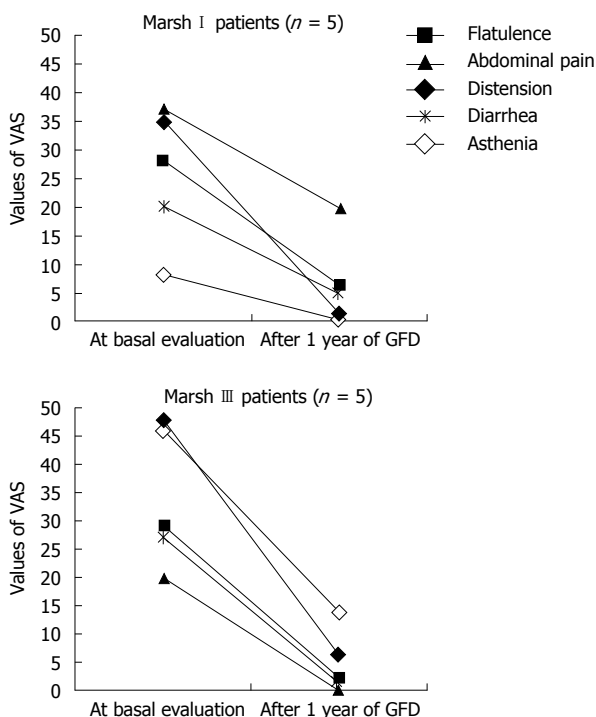 Marsh Ⅰ patients (n = 5)
50
45
40
35
30
25
20
15
10
5
0
Values of VAS
At basal evaluation After 1 year of GFD
Flatulence
Abdominal pain
Distension
Diarrhea
Asthenia
Marsh Ⅲ patients (n = 5)
50
45
40
35
30
25
20
15
10
5
0
Values of VAS
At basal evaluation After 1 year of GFD